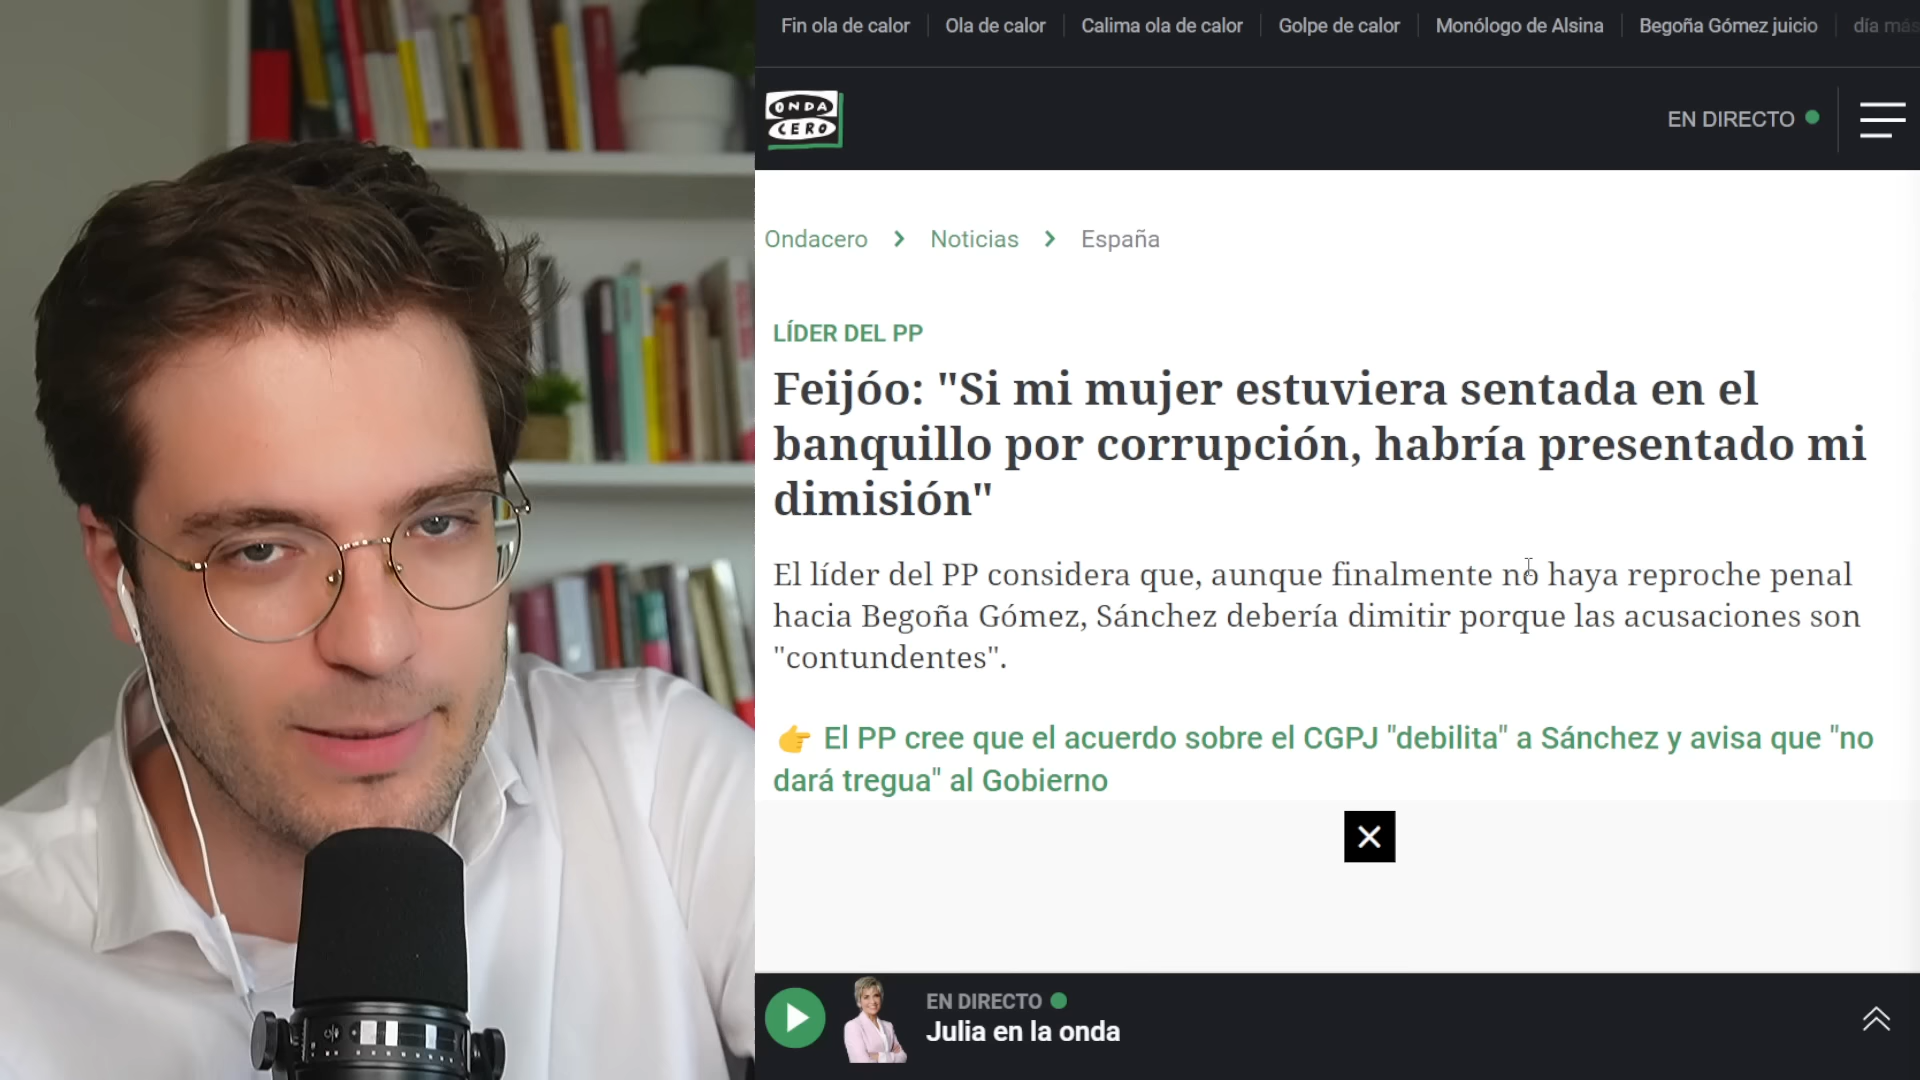 Fin ola de calor
Ola de calor
Calima ola de calor
Golpe de calor
Monólogo de Alsina
Begoña Gómez juicio
día más
ONDA
CERO
EN DIRECTO
Ondacero
Noticias
España
LÍDER DEL PP
Feijóo: "Si mi mujer estuviera sentada en el
banquillo por corrupción, habría presentado mi
dimisión"
El líder del PP considera que, aunque finalmente no haya reproche penal
hacia Begoña Gómez, Sánchez debería dimitir porque las acusaciones son
"contundentes".
👉 El PP cree que el acuerdo sobre el CGPJ "debilita" a Sánchez y avisa que "no
dará tregua" al Gobierno
EN DIRECTO
Julia en la onda